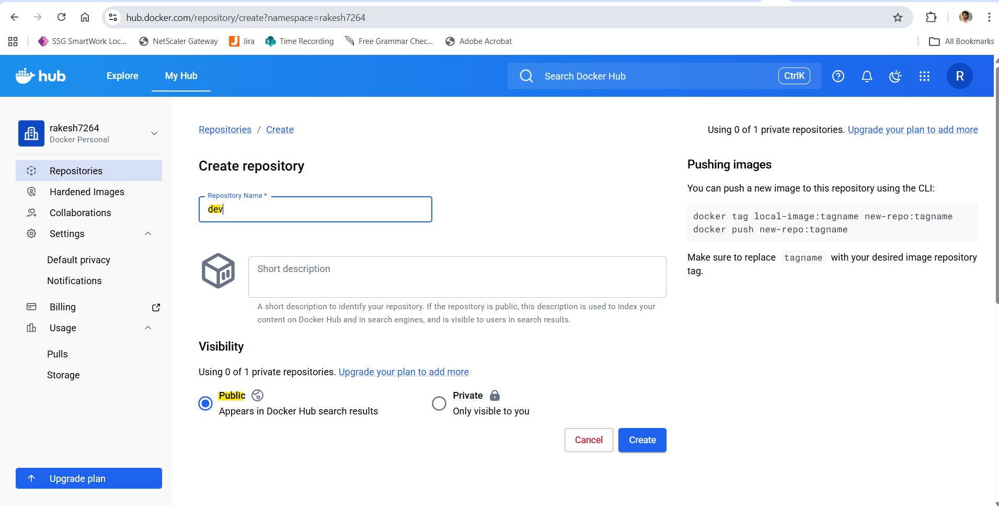 hub.docker.com/repository/create?namespace=rakesh7264
SSG SmartWork Loc...
NetScaler Gateway
Jira
Time Recording
Free Grammar Chec...
Adobe Acrobat
All Bookmarks
hub
Explore
My Hub
Search Docker Hub
CtrlK
R
rakesh7264
Docker Personal
Repositories
Hardened Images
Collaborations
Settings
Default privacy
Notifications
Billing
Usage
Pulls
Storage
Upgrade plan
Repositories / Create
Using 0 of 1 private repositories. Upgrade your plan to add more
Create repository
Repository Name *
dev
Short description
A short description to identify your repository. If the repository is public, this description is used to index your
content on Docker Hub and in search engines, and is visible to users in search results.
Visibility
Using 0 of 1 private repositories. Upgrade your plan to add more
Public
Appears in Docker Hub search results
Private
Only visible to you
Cancel
Create
Pushing images
You can push a new image to this repository using the CLI:
docker tag local-image:tagname new-repo:tagname
docker push new-repo:tagname
Make sure to replace tagname with your desired image repository
tag.